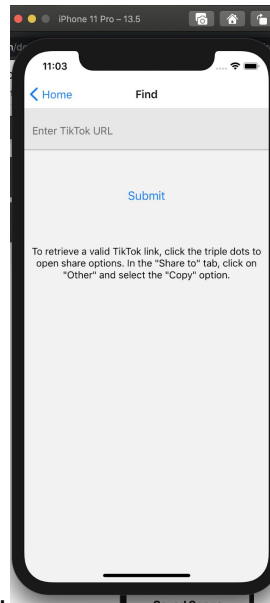 iPhone 11 Pro – 13.5
11:03
Home
Find
Enter TikTok URL
Submit
To retrieve a valid TikTok link, click the triple dots to
open share options. In the "Share to" tab, click on
"Other" and select the "Copy" option.